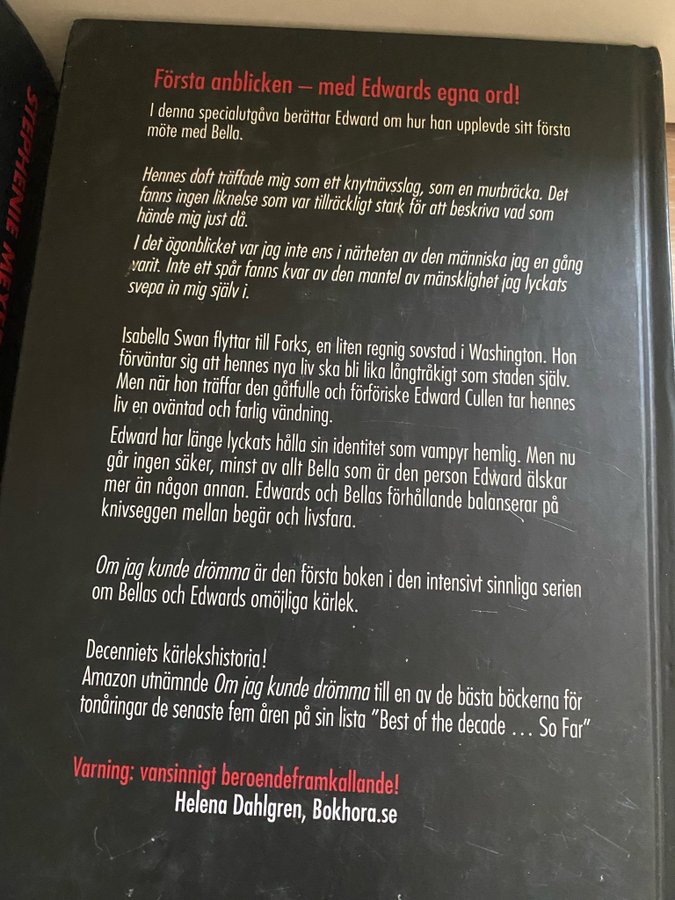 STEPHENIE MEYE
Första anblicken – med Edwards egna ord!
I denna specialutgåva berättar Edward om hur han upplevde sitt första
möte med Bella.
Hennes doft träffade mig som ett knytnävsslag, som en murbräcka. Det
fanns ingen liknelse som var tillräckligt stark för att beskriva vad som
hände mig just då.
I det ögonblicket var jag inte ens i närheten av den människa jag en gång
varit. Inte ett spår fanns kvar av den mantel av mänsklighet jag lyckats
svepa in mig själv i.
Isabella Swan flyttar till Forks, en liten regnig sovstad i Washington. Hon
förväntar sig att hennes nya liv ska bli lika långtråkigt som staden själv.
Men när hon träffar den gåtfulle och förföriske Edward Cullen tar hennes
liv en oväntad och farlig vändning.
Edward har länge lyckats hålla sin identitet som vampyr hemlig. Men nu
går ingen säker, minst av allt Bella som är den person Edward älskar
mer än någon annan. Edwards och Bellas förhållande balanserar på
knivseggen mellan begär och livsfara.
Om jag kunde drömma är den första boken i den intensivt sinnliga serien
om Bellas och Edwards omöjliga kärlek.
Decenniets kärlekshistoria!
Amazon utnämnde Om jag kunde drömma till en av de bästa böckerna för
tonåringar de senaste fem åren på sin lista ”Best of the decade … So Far”
Varning: vansinnigt beroendeframkallande!
Helena Dahlgren, Bokhora.se